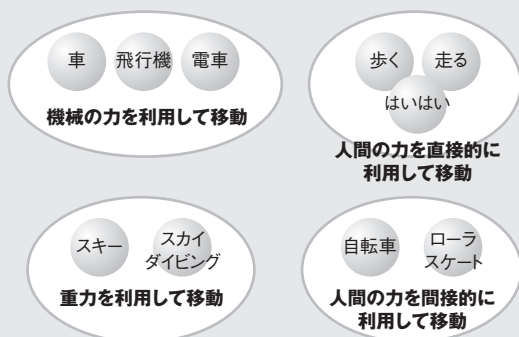 車
飛行機
電車
機械の力を利用して移動
歩く
走る
はいはい
人間の力を直接的に
利用して移動
スキー
スカイ
ダイビング
重力を利用して移動
自転車
ローラ
スケート
人間の力を間接的に
利用して移動